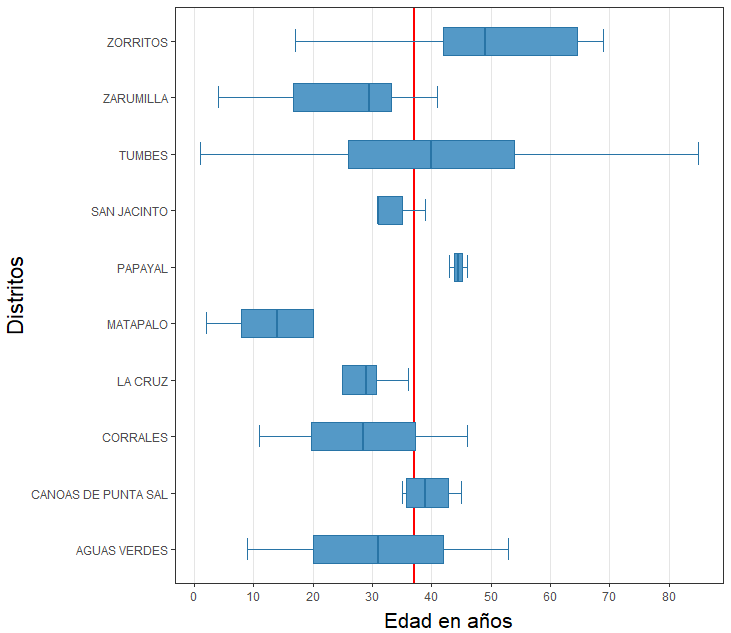 ZORRITOS
ZARUMILLA
TUMBES
SAN JACINTO
PAPAYAL
MATAPALO
LA CRUZ
CORRALES
CANOAS DE PUNTA SAL
AGUAS VERDES
Distritos
0 10 20 30 40 50 60 70 80
Edad en años